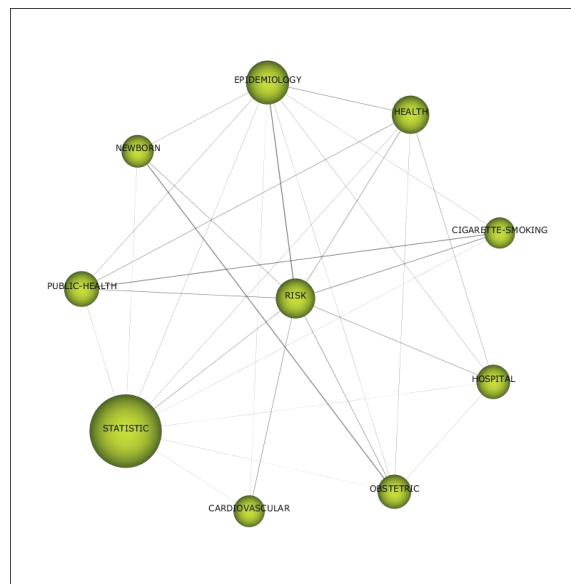 EPIDEMIOLOGY
HEALTH
NEWBORN
CIGARETTE-SMOKING
PUBLIC-HEALTH
RISK
HOSPITAL
STATISTIC
OBSTETRIC
CARDIOVASCULAR